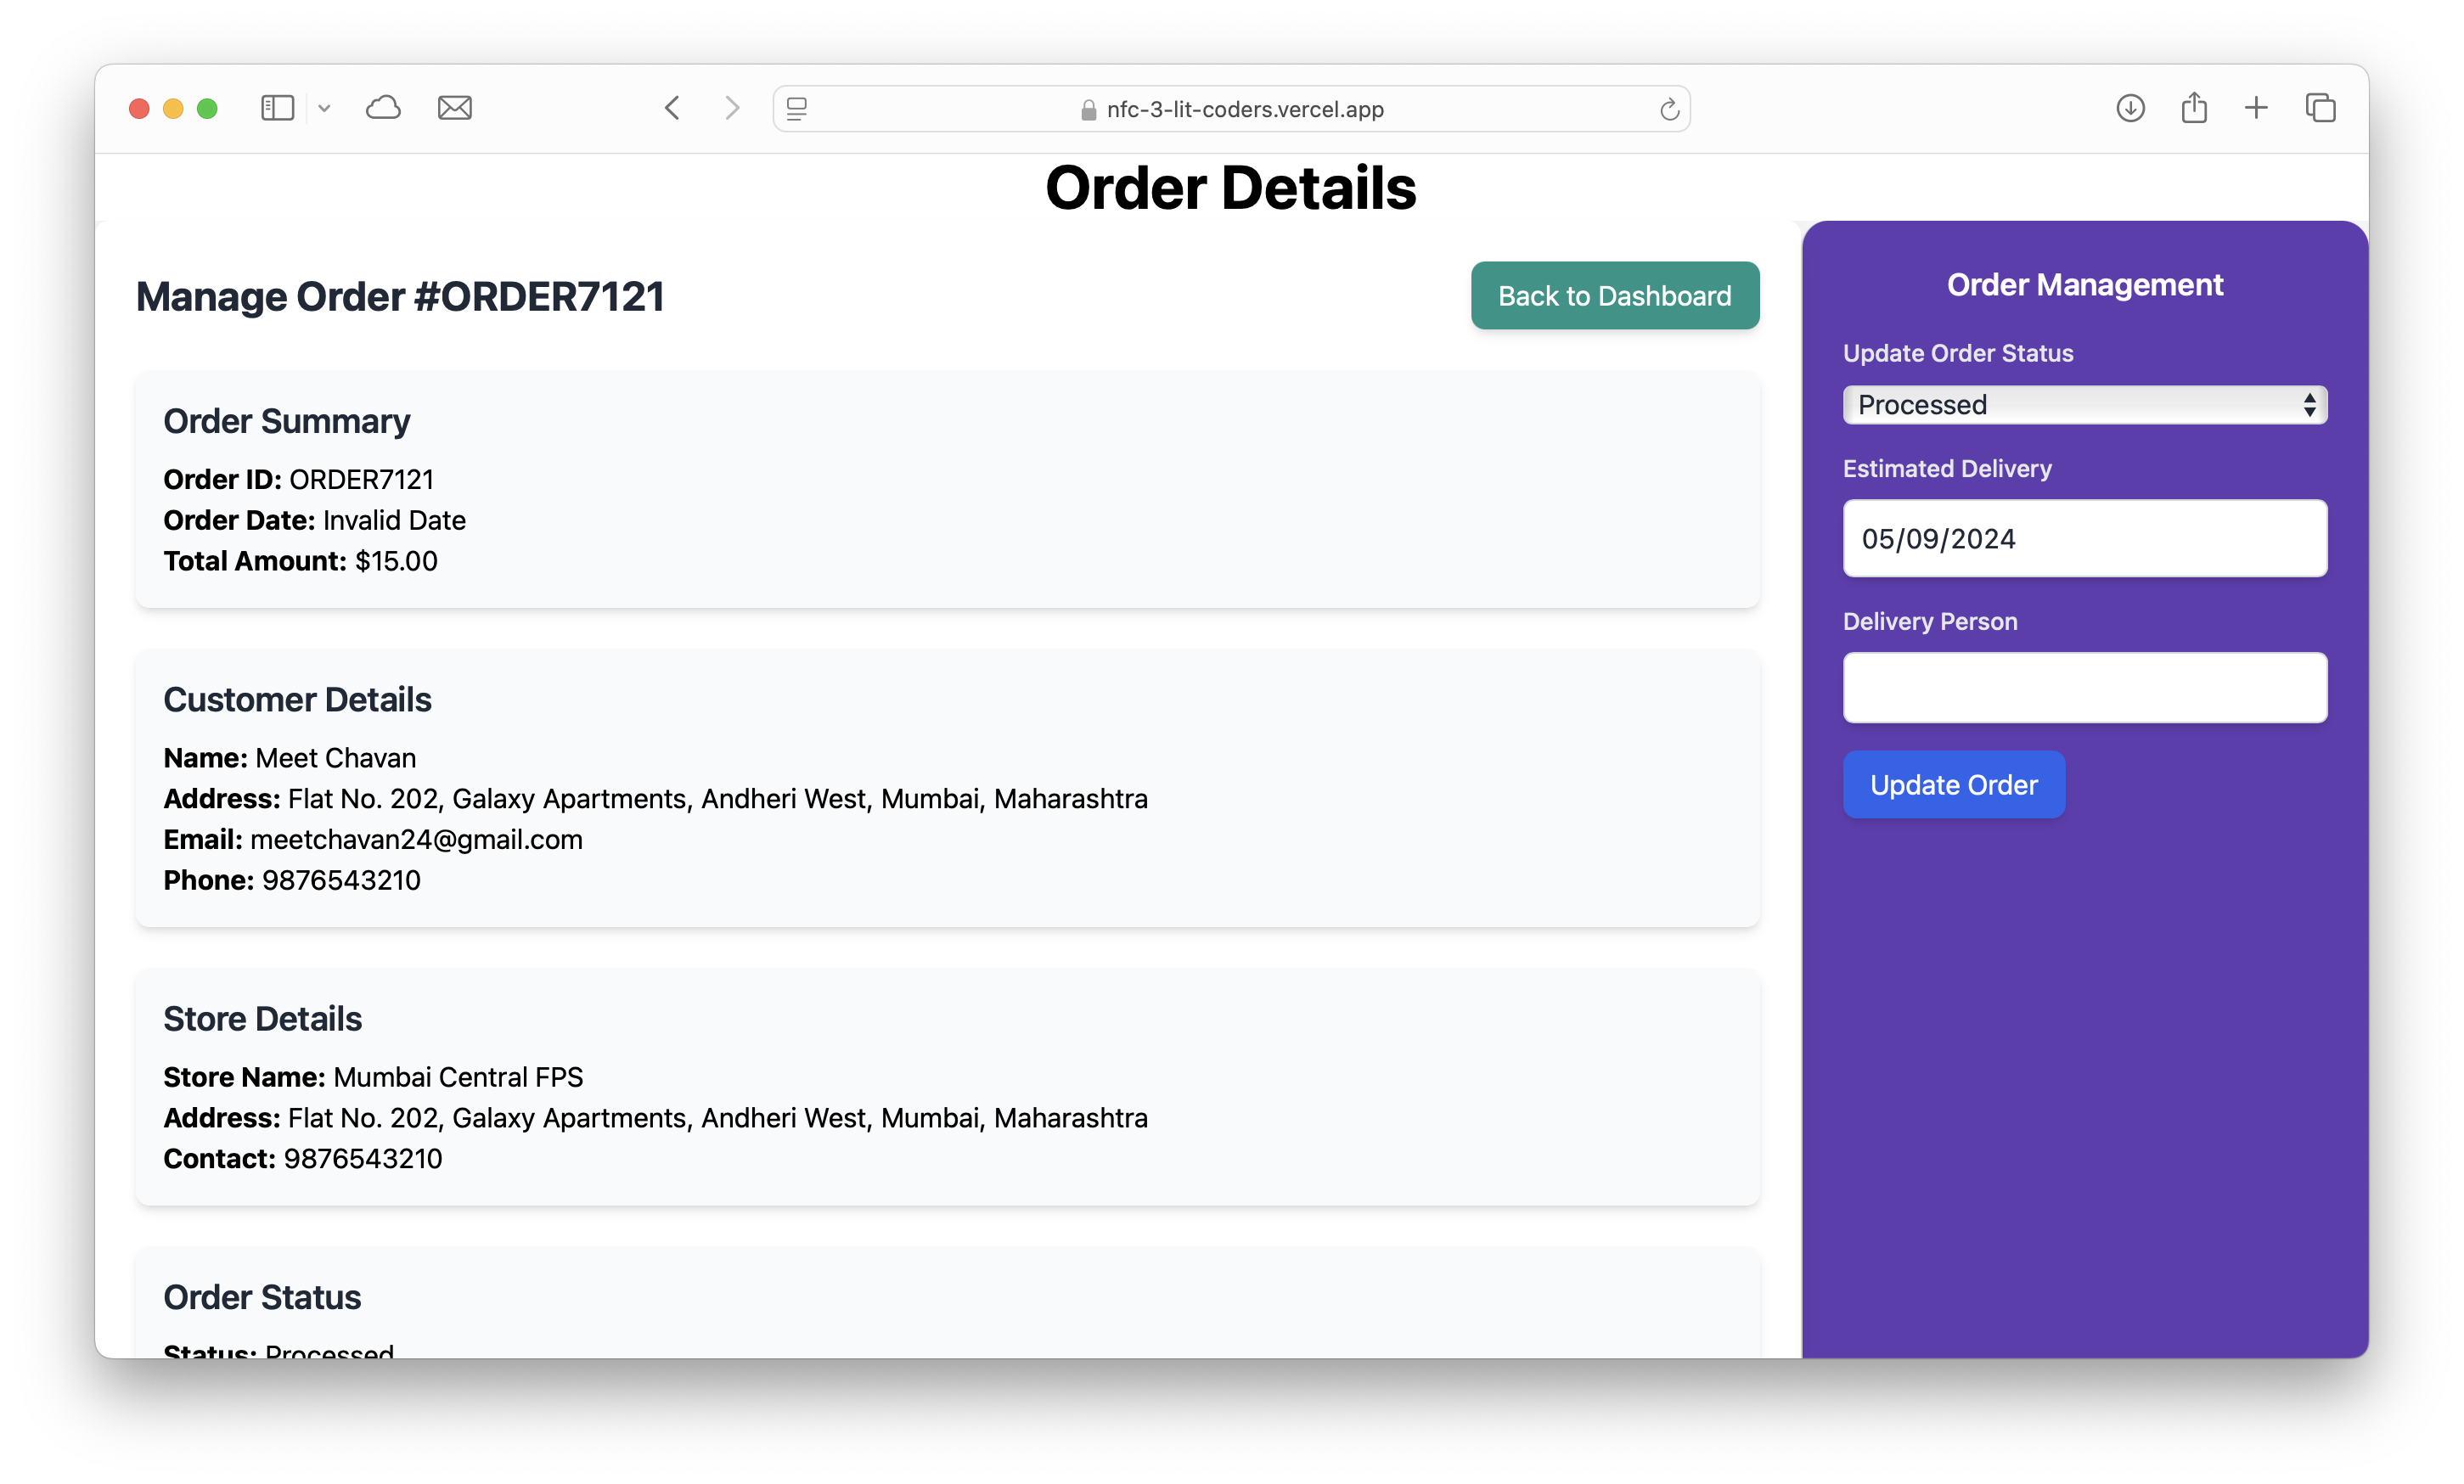 nfc-3-lit-coders.vercel.app
Order Details
Manage Order #ORDER7121
Back to Dashboard
Order Summary
Order ID: ORDER7121
Order Date: Invalid Date
Total Amount: $15.00
Customer Details
Name: Meet Chavan
Address: Flat No. 202, Galaxy Apartments, Andheri West, Mumbai, Maharashtra
Email: meetchavan24@gmail.com
Phone: 9876543210
Store Details
Store Name: Mumbai Central FPS
Address: Flat No. 202, Galaxy Apartments, Andheri West, Mumbai, Maharashtra
Contact: 9876543210
Order Status
Status: Processed
Order Management
Update Order Status
Processed
Estimated Delivery
05/09/2024
Delivery Person
Update Order